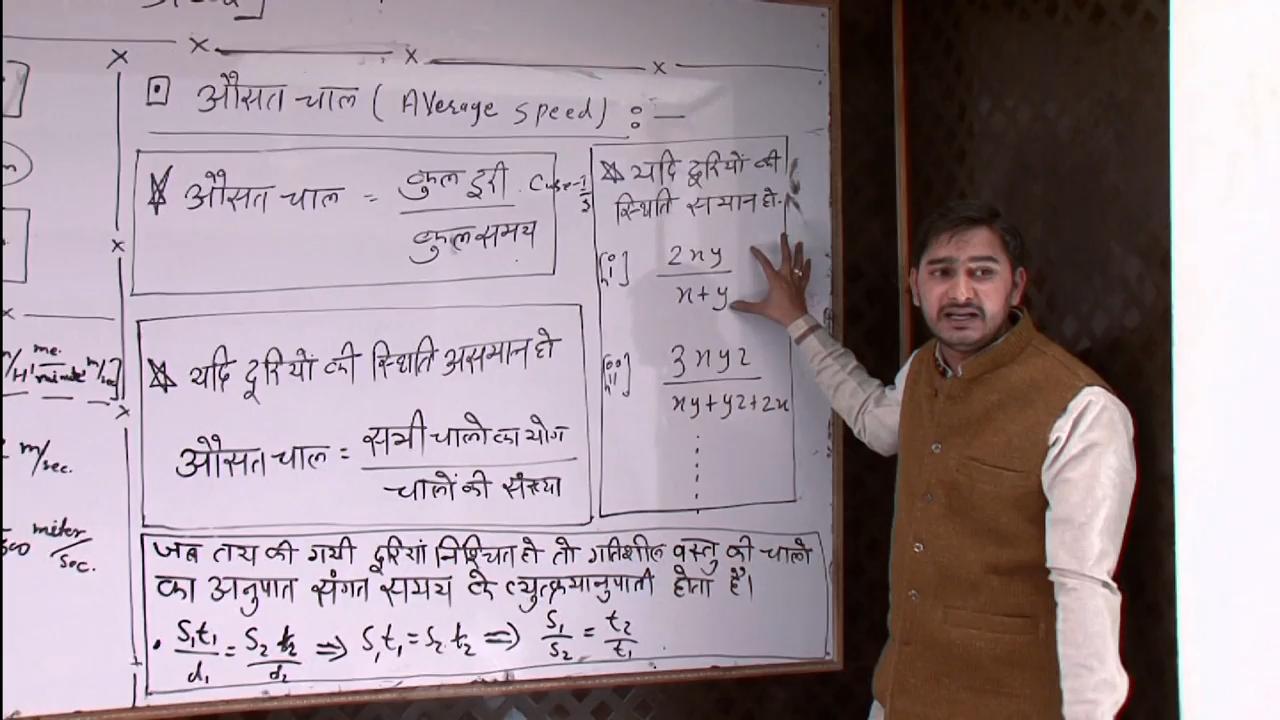 औसत चाल ( Average speed) :—
औसत चाल = कुल दूरी / कुल समय
यदि दूरियों की स्थिति असमान हो
औसत चाल = सभी चालो का योग / चालों की संख्या
यदि दूरियों की
स्थिति समान हो.
[i] 2xy / x+y
[ii] 3xyz / xy+yz+zx
जब तय की गयी दूरियां निश्चित हो तो गतिशील वस्तु की चालो
का अनुपात संगत समय के व्युत्क्रमानुपाती होता है।
• S₁t₁/d₁ = S₂t₂/d₂ ⇒ S₁t₁ = S₂t₂ ⇒ S₁/S₂ = t₂/t₁
m/sec.
meter/Sec.